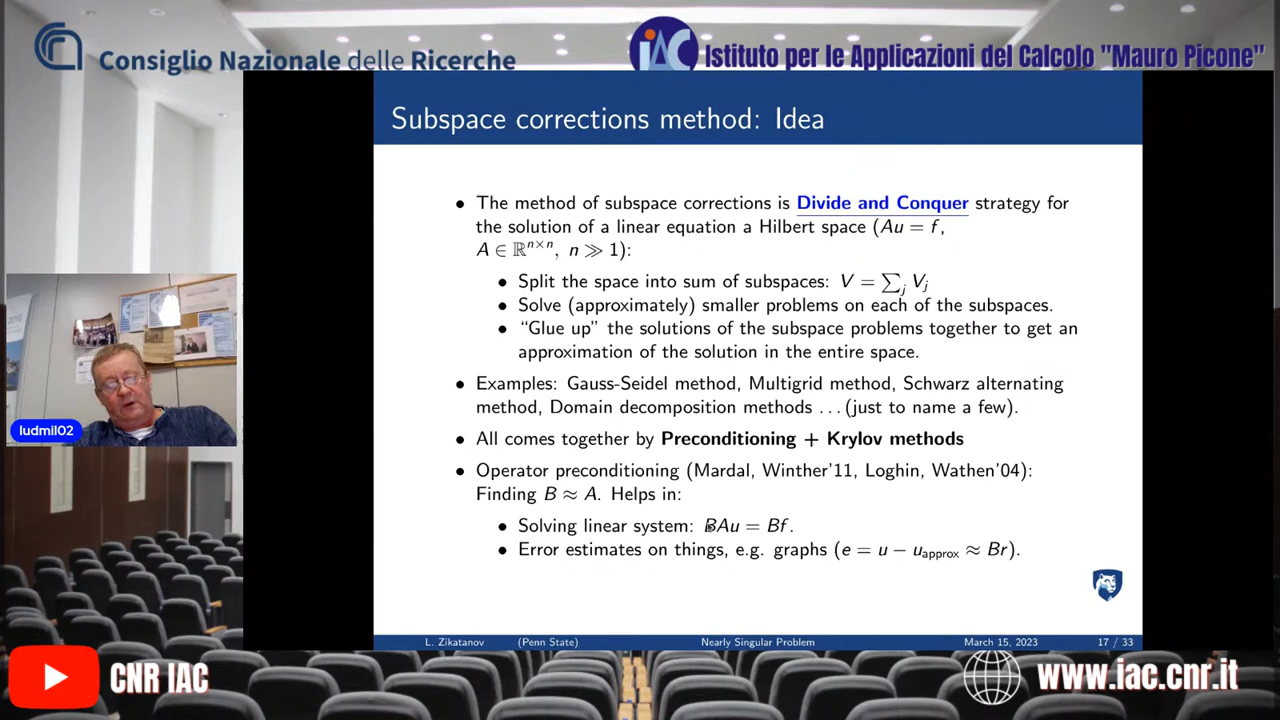 Consiglio Nazionale delle Ricerche
iAC Istituto per le Applicazioni del Calcolo "Mauro Picone"
Subspace corrections method: Idea
• The method of subspace corrections is Divide and Conquer strategy for
the solution of a linear equation a Hilbert space (Au = f,
A ∈ ℝⁿˣⁿ, n ≫ 1):
• Split the space into sum of subspaces: V = ∑ⱼ Vⱼ
• Solve (approximately) smaller problems on each of the subspaces.
• “Glue up” the solutions of the subspace problems together to get an
approximation of the solution in the entire space.
• Examples: Gauss-Seidel method, Multigrid method, Schwarz alternating
method, Domain decomposition methods ...(just to name a few).
• All comes together by Preconditioning + Krylov methods
• Operator preconditioning (Mardal, Winther'11, Loghin, Wathen'04):
Finding B ≈ A. Helps in:
• Solving linear system: BAu = Bf.
• Error estimates on things, e.g. graphs (e = u − u_approx ≈ Br).
ludmil02
L. Zikatanov (Penn State) Nearly Singular Problem March 15, 2023 17 / 33
CNR IAC
www.iac.cnr.it